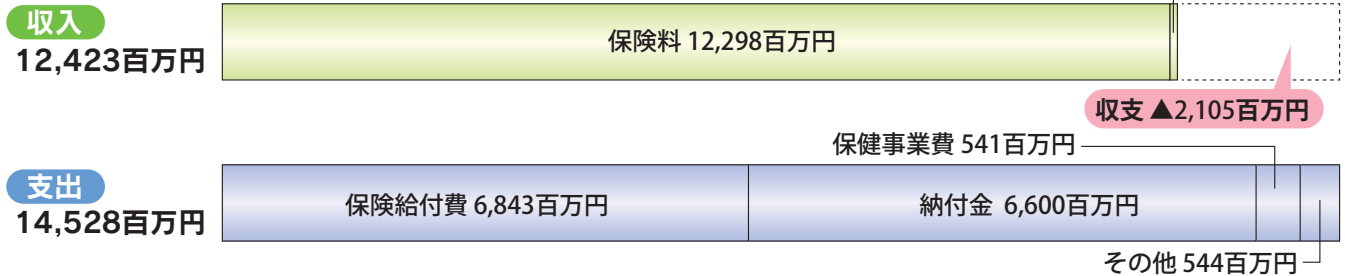 収入
12,423百万円
保険料 12,298百万円
収支 ▲2,105百万円
保健事業費 541百万円
支出
14,528百万円
保険給付費 6,843百万円
納付金 6,600百万円
その他 544百万円